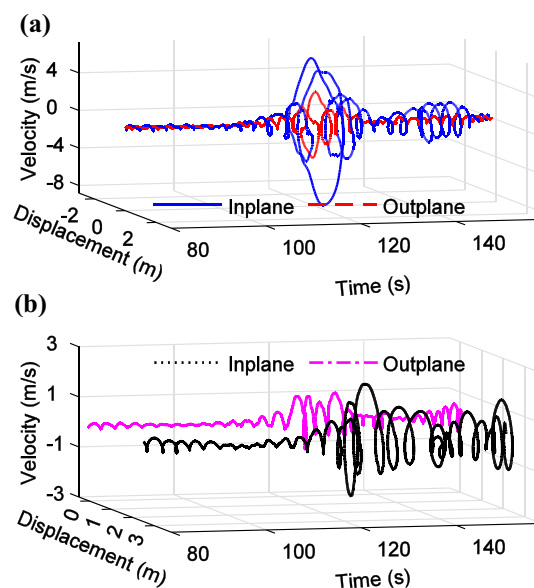 (a)
4
0
-4
-8
Velocity (m/s)
Inplane
Outplane
-2
0
2
Displacement (m)
80
100
120
140
Time (s)
(b)
3
1
-1
-3
Velocity (m/s)
Inplane
Outplane
0
1
2
3
Displacement (m)
80
100
120
140
Time (s)